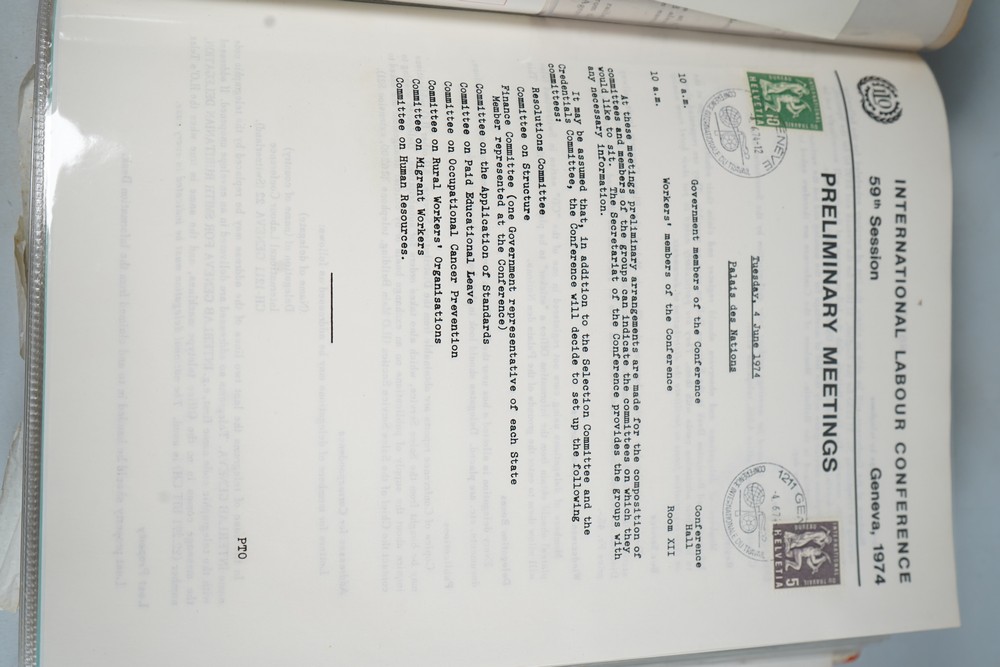 INTERNATIONAL LABOUR CONFERENCE
59th Session Geneva, 1974
PRELIMINARY MEETINGS
HELVETIA
1211 GEN
HELVETIA 5
Tuesday, 4 June 1974
Palais des Nations
10 a.m. Government members of the Conference Conference Hall
10 a.m. Workers' members of the Conference Room XII
At these meetings preliminary arrangements are made for the composition of
committees and members of the groups can indicate the committees on which they
would like to sit. The Secretariat of the Conference provides the groups with
any necessary information.
It may be assumed that, in addition to the Selection Committee and the
Credentials Committee, the Conference will decide to set up the following
committees:
Resolutions Committee
Committee on Structure
Finance Committee (one Government representative of each State
Member represented at the Conference)
Committee on the Application of Standards
Committee on Paid Educational Leave
Committee on Occupational Cancer Prevention
Committee on Rural Workers' Organisations
Committee on Migrant Workers
Committee on Human Resources.
PTO